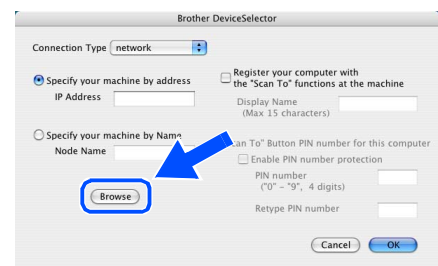 Brother DeviceSelector
Connection Type network
Specify your machine by address
IP Address
Specify your machine by Name
Node Name
Browse
Register your computer with
the "Scan To" functions at the machine
Display Name
(Max 15 characters)
To" Button PIN number for this computer
Enable PIN number protection
PIN number
("0" - "9", 4 digits)
Retype PIN number
Cancel OK